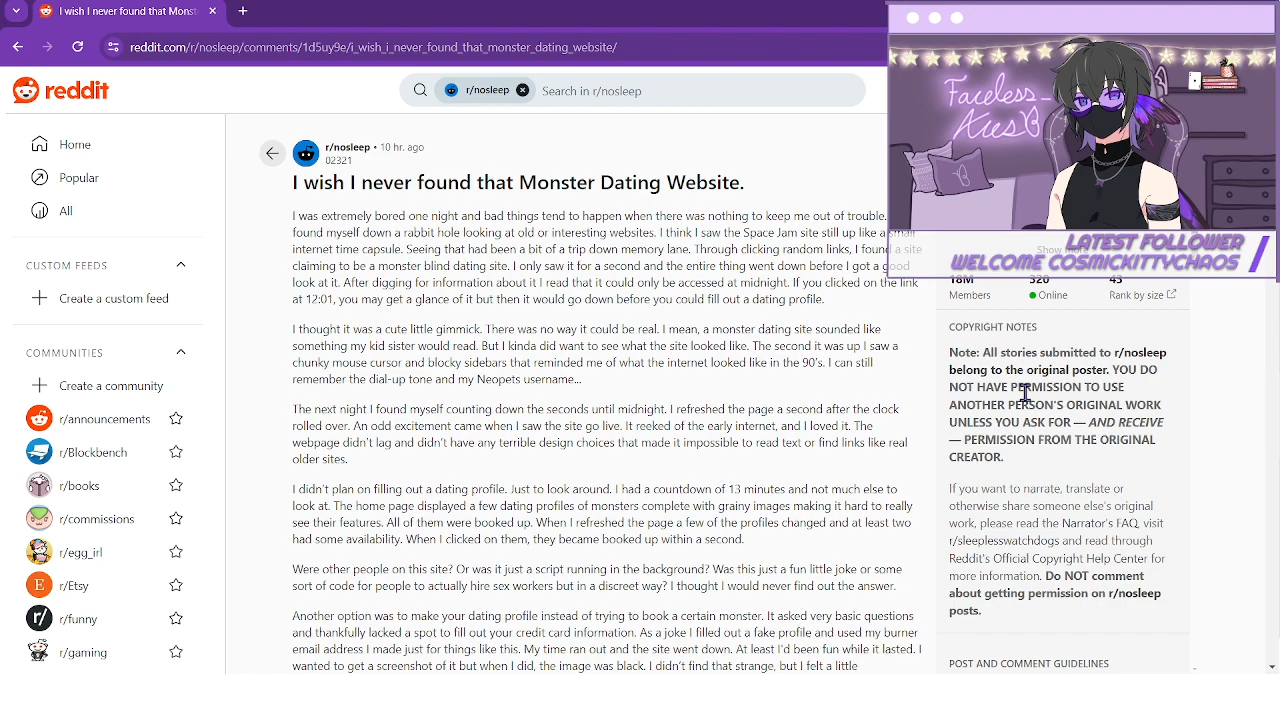 I wish I never found that Monst
reddit.com/r/nosleep/comments/1d5uy9e/i_wish_i_never_found_that_monster_dating_website/
reddit
r/nosleep
Search in r/nosleep
Home
Popular
All
CUSTOM FEEDS
Create a custom feed
COMMUNITIES
Create a community
r/announcements
r/Blockbench
r/books
r/commissions
r/egg_irl
r/Etsy
r/funny
r/gaming
r/nosleep • 10 hr. ago
02321
I wish I never found that Monster Dating Website.
I was extremely bored one night and bad things tend to happen when there was nothing to keep me out of trouble.
found myself down a rabbit hole looking at old or interesting websites. I think I saw the Space Jam site still up like a small
internet time capsule. Seeing that had been a bit of a trip down memory lane. Through clicking random links, I found a site
claiming to be a monster blind dating site. I only saw it for a second and the entire thing went down before I got a good
look at it. After digging for information about it I read that it could only be accessed at midnight. If you clicked on the link
at 12:01, you may get a glance of it but then it would go down before you could fill out a dating profile.
I thought it was a cute little gimmick. There was no way it could be real. I mean, a monster dating site sounded like
something my kid sister would read. But I kinda did want to see what the site looked like. The second it was up I saw a
chunky mouse cursor and blocky sidebars that reminded me of what the internet looked like in the 90's. I can still
remember the dial-up tone and my Neopets username...
The next night I found myself counting down the seconds until midnight. I refreshed the page a second after the clock
rolled over. An odd excitement came when I saw the site go live. It reeked of the early internet, and I loved it. The
webpage didn't lag and didn't have any terrible design choices that made it impossible to read text or find links like real
older sites.
I didn't plan on filling out a dating profile. Just to look around. I had a countdown of 13 minutes and not much else to
look at. The home page displayed a few dating profiles of monsters complete with grainy images making it hard to really
see their features. All of them were booked up. When I refreshed the page a few of the profiles changed and at least two
had some availability. When I clicked on them, they became booked up within a second.
Were other people on this site? Or was it just a script running in the background? Was this just a fun little joke or some
sort of code for people to actually hire sex workers but in a discreet way? I thought I would never find out the answer.
Another option was to make your dating profile instead of trying to book a certain monster. It asked very basic questions
and thankfully lacked a spot to fill out your credit card information. As a joke I filled out a fake profile and used my burner
email address I made just for things like this. My time ran out and the site went down. At least I'd been fun while it lasted. I
wanted to get a screenshot of it but when I did, the image was black. I didn't find that strange, but I felt a little
Faceless_
LATEST FOLLOWER
WELCOME COSMICKITTYCHAOS
Show more
18M
320
43
Members
Online
Rank by size
COPYRIGHT NOTES
Note: All stories submitted to r/nosleep
belong to the original poster. YOU DO
NOT HAVE PERMISSION TO USE
ANOTHER PERSON'S ORIGINAL WORK
UNLESS YOU ASK FOR — AND RECEIVE
— PERMISSION FROM THE ORIGINAL
CREATOR.
If you want to narrate, translate or
otherwise share someone else's original
work, please read the Narrator's FAQ, visit
r/sleeplesswatchdogs and read through
Reddit's Official Copyright Help Center for
more information. Do NOT comment
about getting permission on r/nosleep
posts.
POST AND COMMENT GUIDELINES